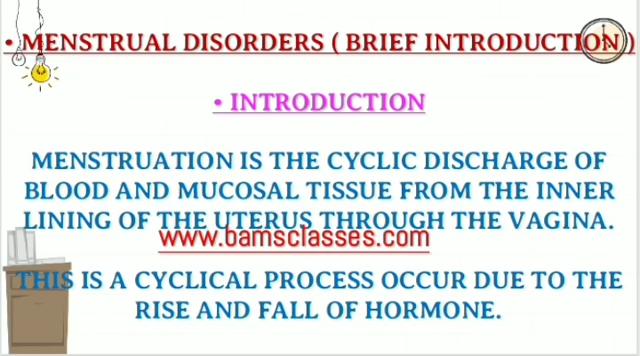 • MENSTRUAL DISORDERS ( BRIEF INTRODUCTION )
• INTRODUCTION
MENSTRUATION IS THE CYCLIC DISCHARGE OF
BLOOD AND MUCOSAL TISSUE FROM THE INNER
LINING OF THE UTERUS THROUGH THE VAGINA.
www.bamsclasses.com
THIS IS A CYCLICAL PROCESS OCCUR DUE TO THE
RISE AND FALL OF HORMONE.